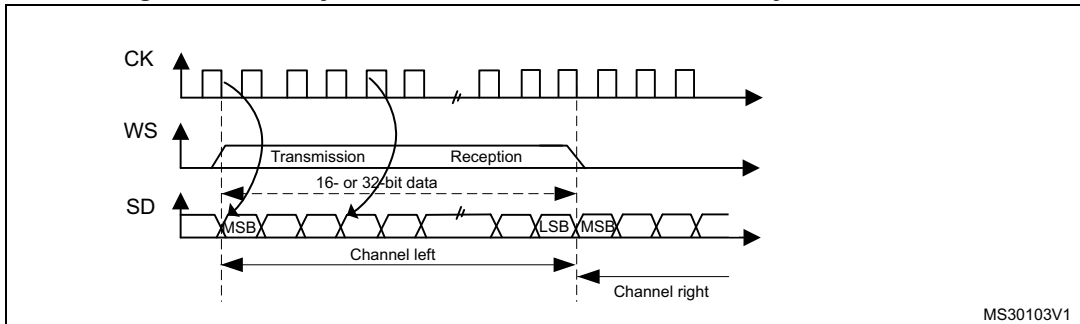 CK
WS
Transmission Reception
16- or 32-bit data
SD
MSB LSB MSB
Channel left
Channel right
MS30103V1